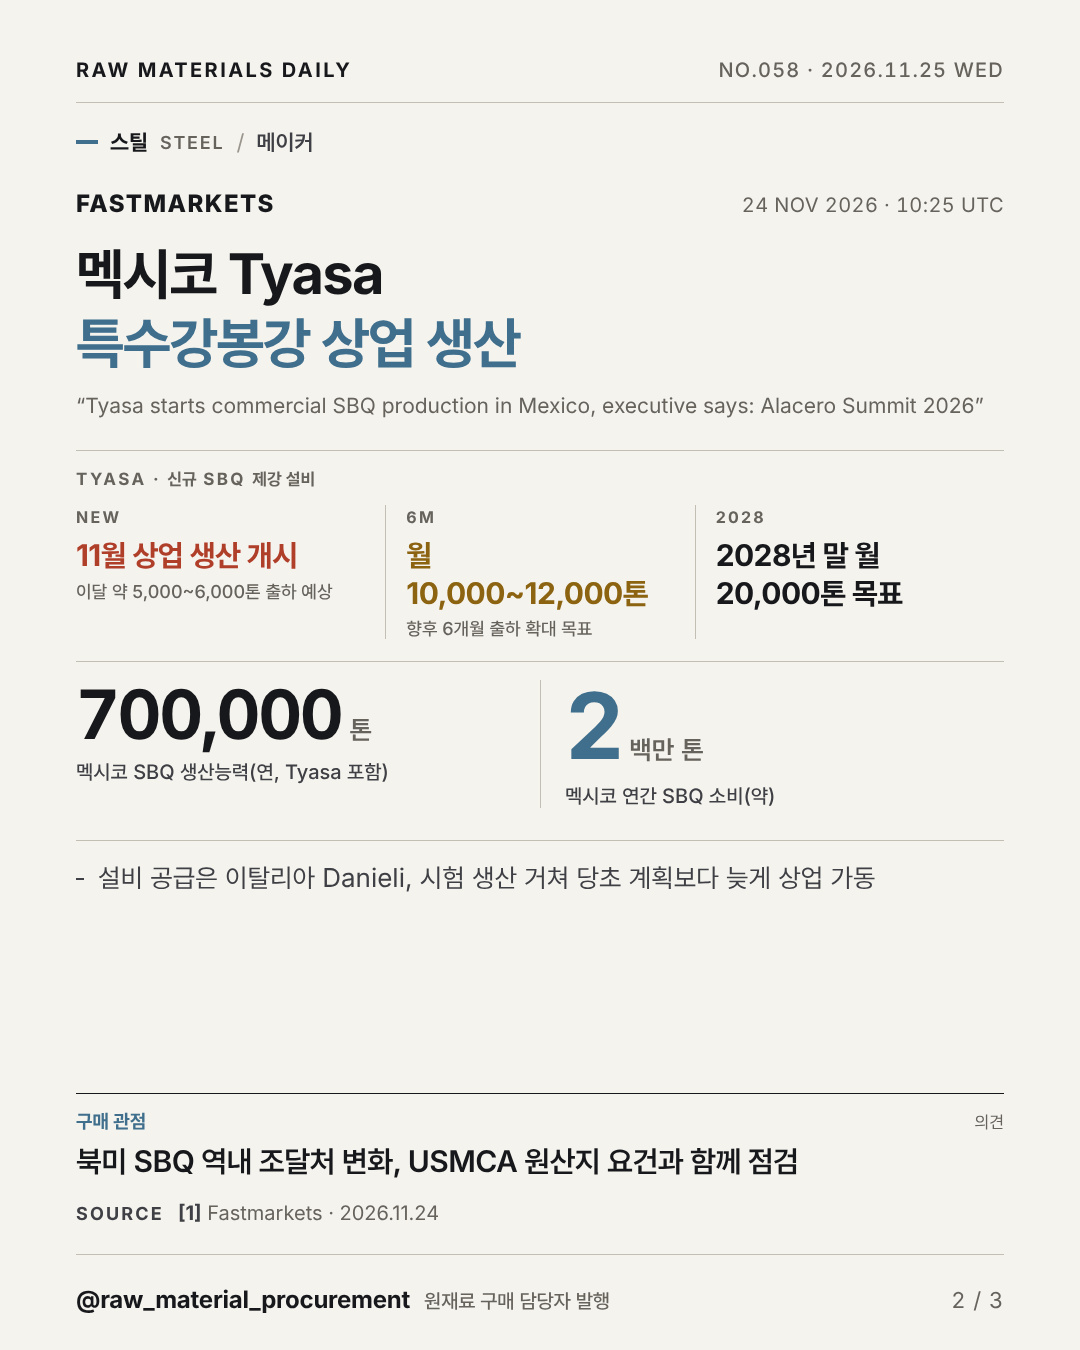 RAW MATERIALS DAILY
NO.058 · 2026.11.25 WED
스틸 STEEL / 메이커
FASTMARKETS
24 NOV 2026 · 10:25 UTC
멕시코 Tyasa
특수강봉강 상업 생산
“Tyasa starts commercial SBQ production in Mexico, executive says: Alacero Summit 2026”
TYASA · 신규 SBQ 제강 설비
NEW
11월 상업 생산 개시
이달 약 5,000~6,000톤 출하 예상
6M
월
10,000~12,000톤
향후 6개월 출하 확대 목표
2028
2028년 말 월
20,000톤 목표
700,000 톤
멕시코 SBQ 생산능력(연, Tyasa 포함)
2 백만 톤
멕시코 연간 SBQ 소비(약)
- 설비 공급은 이탈리아 Danieli, 시험 생산 거쳐 당초 계획보다 늦게 상업 가동
구매 관점
의견
북미 SBQ 역내 조달처 변화, USMCA 원산지 요건과 함께 점검
SOURCE [1] Fastmarkets · 2026.11.24
@raw_material_procurement 원재료 구매 담당자 발행
2 / 3